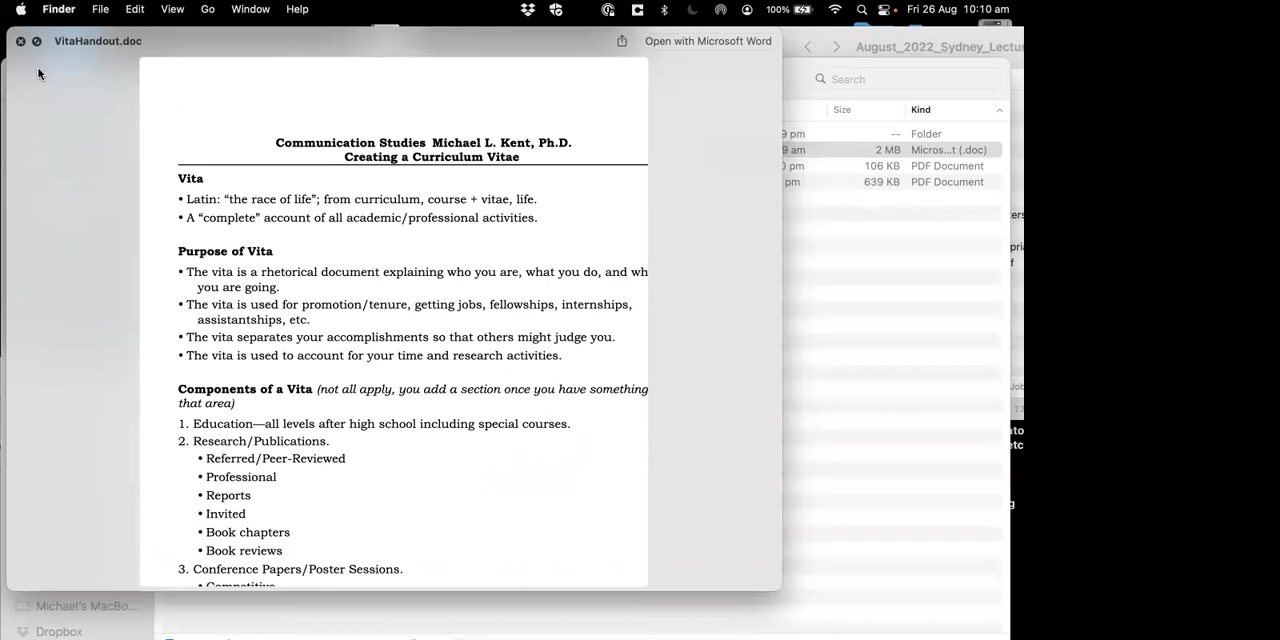 Finder File Edit View Go Window Help 100% Fri 26 Aug 10:10 am
VitaHandout.doc Open with Microsoft Word
August_2022_Sydney_Lectur
Search
Size Kind
9 pm -- Folder
9 am 2 MB Micros...t (.doc)
0 pm 106 KB PDF Document
pm 639 KB PDF Document
Communication Studies Michael L. Kent, Ph.D.
Creating a Curriculum Vitae
Vita
• Latin: “the race of life”; from curriculum, course + vitae, life.
• A “complete” account of all academic/professional activities.
Purpose of Vita
• The vita is a rhetorical document explaining who you are, what you do, and wh
you are going.
• The vita is used for promotion/tenure, getting jobs, fellowships, internships,
assistantships, etc.
• The vita separates your accomplishments so that others might judge you.
• The vita is used to account for your time and research activities.
Components of a Vita (not all apply, you add a section once you have something
that area)
1. Education—all levels after high school including special courses.
2. Research/Publications.
• Referred/Peer-Reviewed
• Professional
• Reports
• Invited
• Book chapters
• Book reviews
3. Conference Papers/Poster Sessions.
• Competitive
Michael's MacBo...
Dropbox